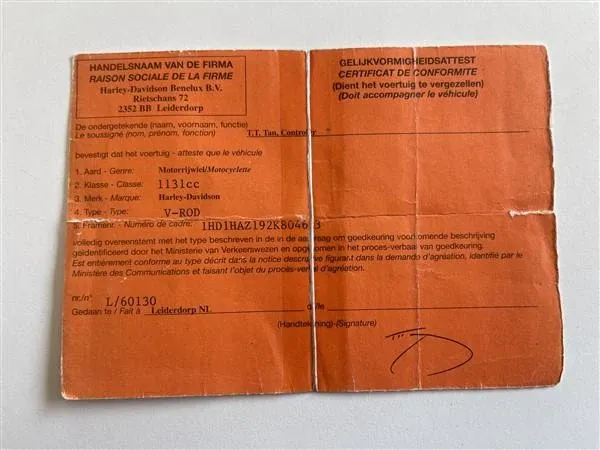 HANDELSNAAM VAN DE FIRMA
RAISON SOCIALE DE LA FIRME
Harley-Davidson Benelux B.V.
Rietschans 72
2352 BB Leiderdorp
GELIJKVORMIGHEIDSATTEST
CERTIFICAT DE CONFORMITE
(Dient het voertuig te vergezellen)
(Doit accompagner le véhicule)
De ondergetekende (naam, voornaam, functie)
Le soussigné (nom, prénom, fonction) T.T. Tan,
bevestigt dat het voertuig - atteste que le véhicule
1. Aard - Genre: Motorrijwiel/Motocyclette
2. Klasse - Classe: 1131cc
3. Merk - Marque: Harley-Davidson
4. Type - Type: V-ROD
5. Framenr. - Numéro de cadre:
volledig overeenstemt met het type beschreven in de in de aanvraag om goedkeuring voorkomende beschrijving
geïdentificeerd door het Ministerie van Verkeerswezen en opgenomen in het proces-verbaal van goedkeuring.
Est entièrement conforme au type décrit dans la notice descriptive figurant dans la demande d'agréation, identifié par le
Ministère des Communications et faisant l'objet du procès-verbal d'agréation.
nr./n° L/60130
Gedaan te / Fait à Leiderdorp NL
(Handtekening)-(Signature)